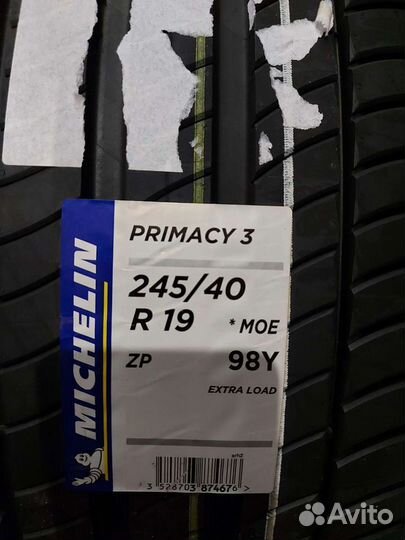 MICHELIN
PRIMACY 3
245/40
R 19 * MOE
ZP 98Y
EXTRA LOAD
3 528703 874676 >
Avito